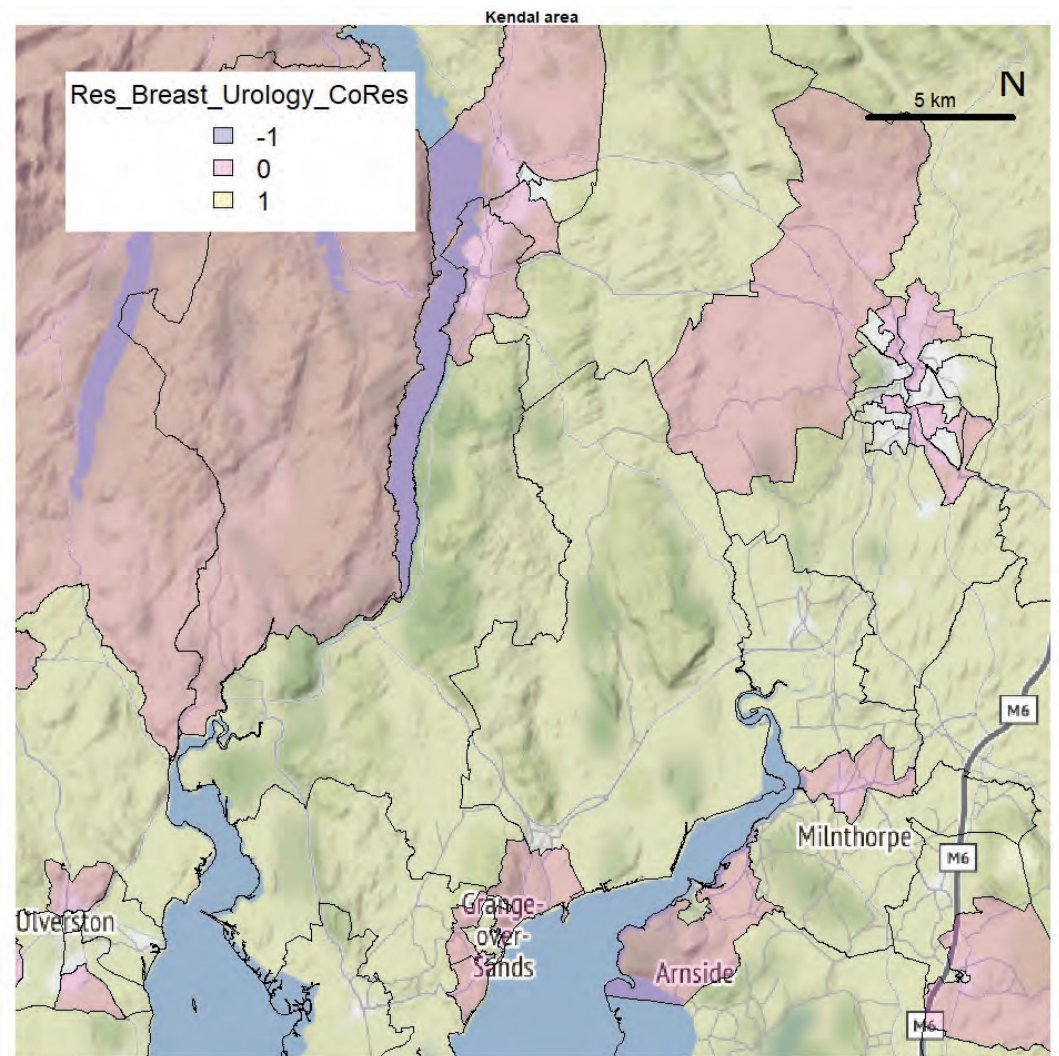 Kendal area
Res_Breast_Urology_CoRes
-1
0
1
N
5 km
M6
Milnthorpe
M6
Grange-
over-
Sands
Ulverston
Arnside
M6